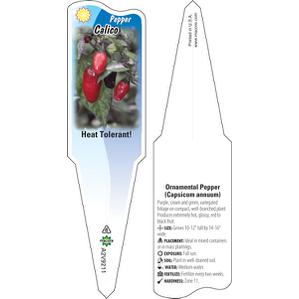 Pepper
Calico
Heat Tolerant!
A2V9211
Printed in U.S.A.
Ornamental Pepper
(Capsicum annuum)
Purple, cream and green, variegated
foliage on compact, well-branched plant.
Produces extremely hot, glossy, red to
black fruit.
SIZE: Grows 10-12" tall by 14-16"
wide.
PLACEMENT: Ideal in mixed containers
or in mass plantings.
EXPOSURE: Full sun.
SOIL: Plant in well-drained soil.
WATER: Medium water.
FERTILIZE: Fertilize every two weeks.
HARDINESS: Zone 11.